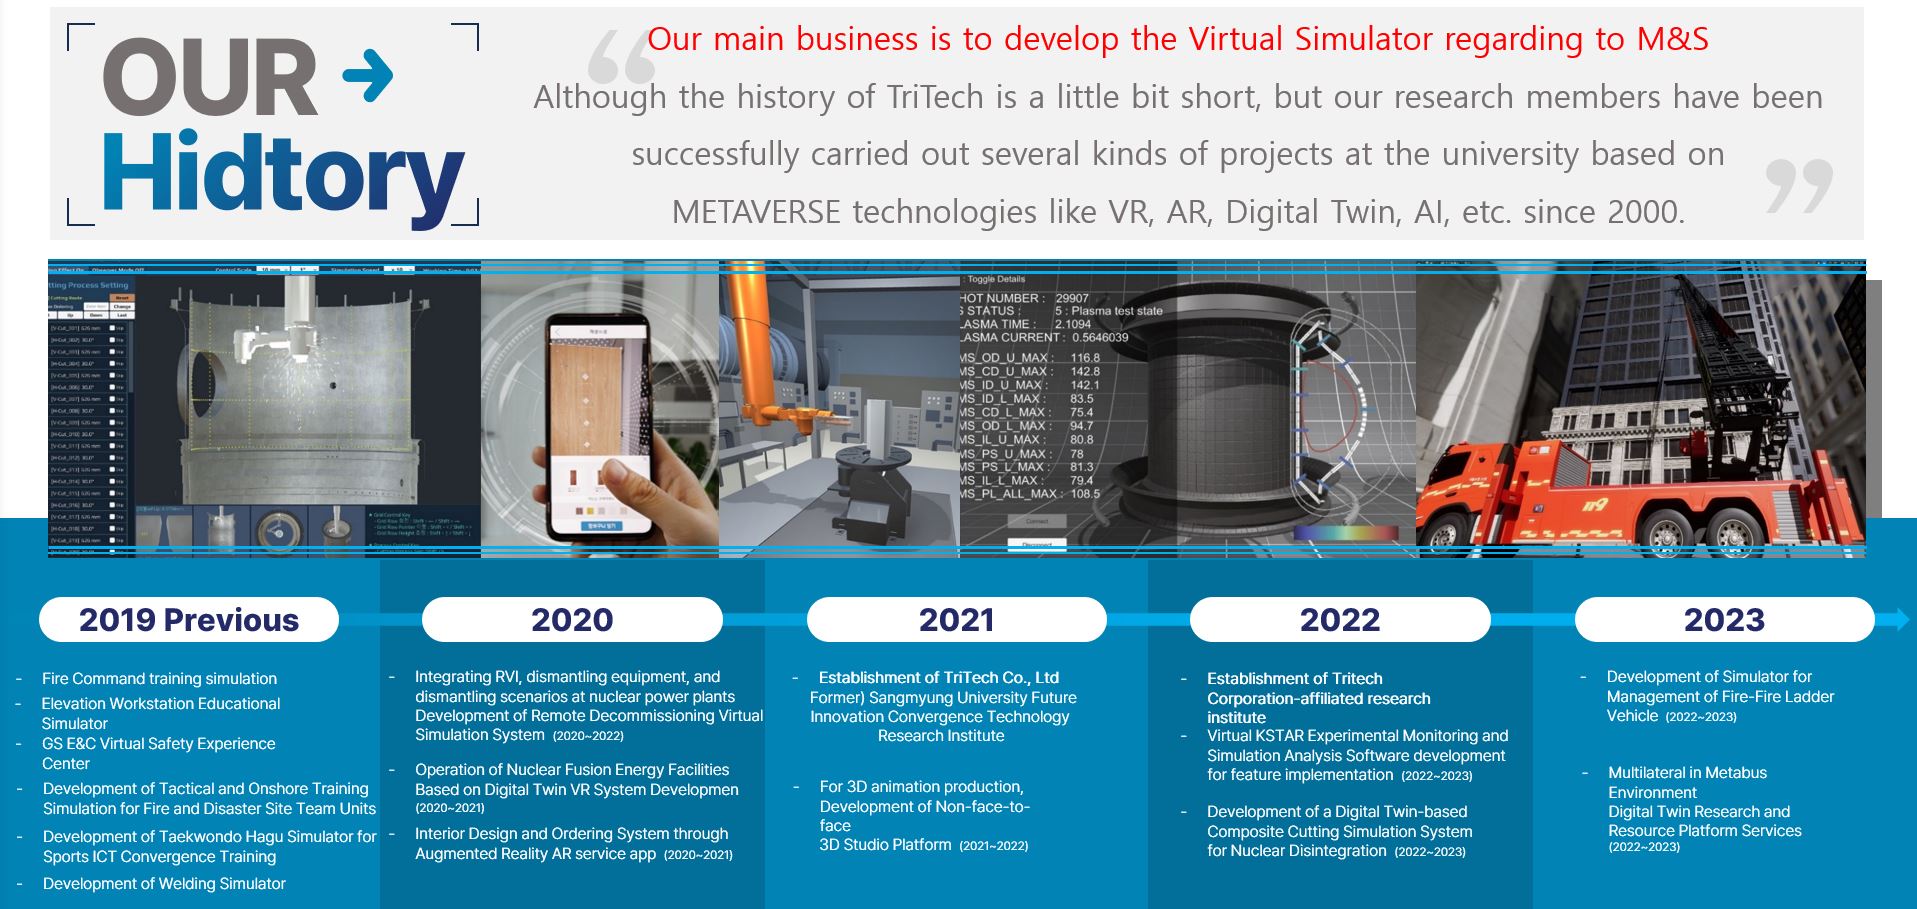 OUR
Hidtory
Our main business is to develop the Virtual Simulator regarding to M&S
Although the history of TriTech is a little bit short, but our research members have been
successfully carried out several kinds of projects at the university based on
METAVERSE technologies like VR, AR, Digital Twin, AI, etc. since 2000.
: Toggle Details
HOT NUMBER : 29907
S STATUS : 5 : Plasma test state
LASMA TIME : 2.1094
LASMA CURRENT : 0.5646039
MS_OD_U_MAX : 116.8
MS_CD_U_MAX : 142.8
MS_ID_U_MAX : 142.1
MS_ID_L_MAX : 83.5
MS_CD_L_MAX : 75.4
MS_OD_L_MAX : 94.7
MS_IL_U_MAX : 80.8
MS_PS_U_MAX : 78
MS_PS_L_MAX : 81.3
MS_IL_L_MAX : 79.4
MS_PL_ALL_MAX : 108.5
Connect
Disconnect
tting Process Setting
Cutting Route
Reset
Change
Up
Down
Last
119
2019 Previous
- Fire Command training simulation
- Elevation Workstation Educational
Simulator
- GS E&C Virtual Safety Experience
Center
- Development of Tactical and Onshore Training
Simulation for Fire and Disaster Site Team Units
- Development of Taekwondo Hagu Simulator for
Sports ICT Convergence Training
- Development of Welding Simulator
2020
- Integrating RVI, dismantling equipment, and
dismantling scenarios at nuclear power plants
Development of Remote Decommissioning Virtual
Simulation System (2020~2022)
- Operation of Nuclear Fusion Energy Facilities
Based on Digital Twin VR System Developmen
(2020~2021)
- Interior Design and Ordering System through
Augmented Reality AR service app (2020~2021)
2021
- Establishment of TriTech Co., Ltd
Former) Sangmyung University Future
Innovation Convergence Technology
Research Institute
- For 3D animation production,
Development of Non-face-to-
face
3D Studio Platform (2021~2022)
2022
- Establishment of Tritech
Corporation-affiliated research
institute
- Virtual KSTAR Experimental Monitoring and
Simulation Analysis Software development
for feature implementation (2022~2023)
- Development of a Digital Twin-based
Composite Cutting Simulation System
for Nuclear Disintegration (2022~2023)
2023
- Development of Simulator for
Management of Fire-Fire Ladder
Vehicle (2022~2023)
- Multilateral in Metabus
Environment
Digital Twin Research and
Resource Platform Services
(2022~2023)